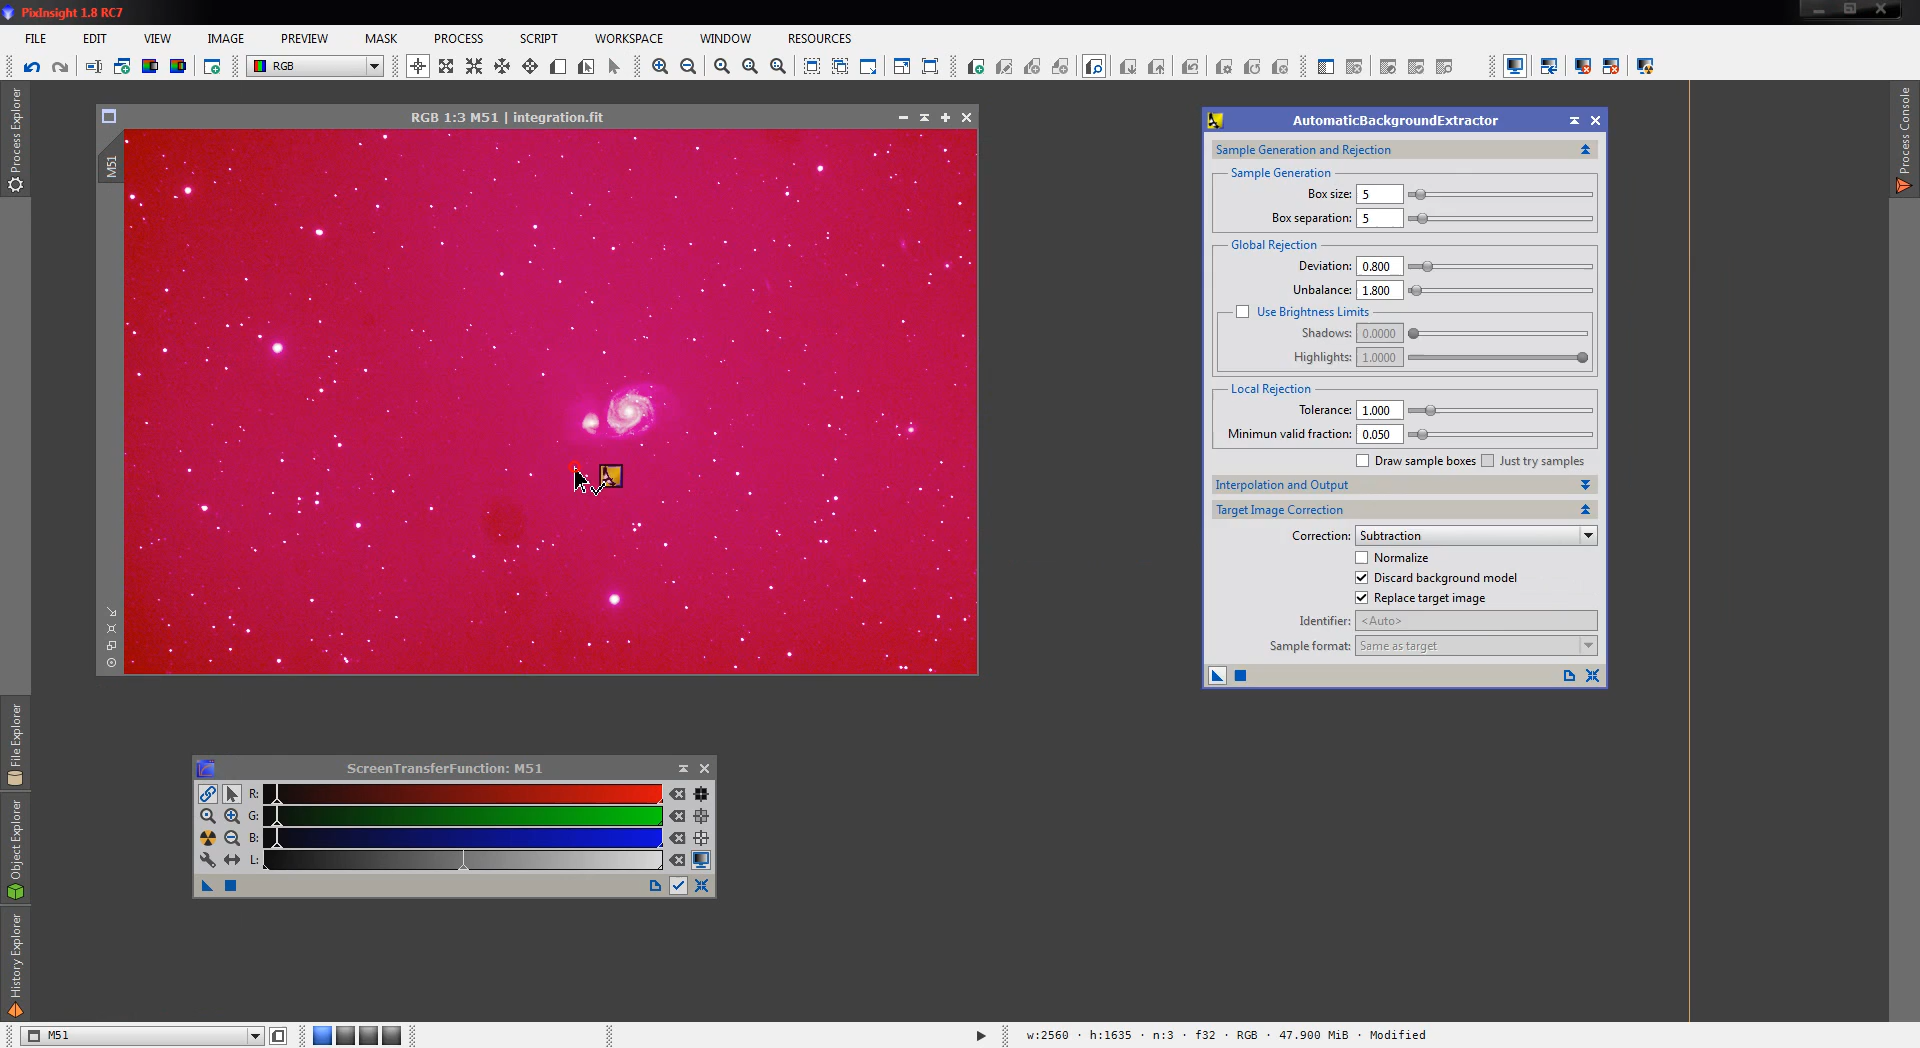 PixInsight 1.8 RC7
FILE EDIT VIEW IMAGE PREVIEW MASK PROCESS SCRIPT WORKSPACE WINDOW RESOURCES
RGB
Process Explorer
File Explorer
Object Explorer
History Explorer
Process Console
RGB 1:3 M51 | integration.fit
M51
AutomaticBackgroundExtractor
Sample Generation and Rejection
Sample Generation
Box size: 5
Box separation: 5
Global Rejection
Deviation: 0.800
Unbalance: 1.800
Use Brightness Limits
Shadows: 0.0000
Highlights: 1.0000
Local Rejection
Tolerance: 1.000
Minimun valid fraction: 0.050
Draw sample boxes Just try samples
Interpolation and Output
Target Image Correction
Correction: Subtraction
Normalize
Discard background model
Replace target image
Identifier: <Auto>
Sample format: Same as target
ScreenTransferFunction: M51
R:
G:
B:
L:
M51
w:2560 · h:1635 · n:3 · f32 · RGB · 47.900 MiB · Modified